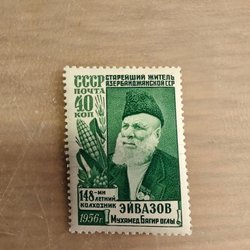 СССР
ПОЧТА
40
КОП
СТАРЕЙШИЙ ЖИТЕЛЬ
АЗЕРБАЙДЖАНСКОЙ ССР
148-МИ
ЛЕТНИЙ
КОЛХОЗНИК
ЭЙВАЗОВ
МУХАМЕД БАГИР ОГЛЫ
1956г.